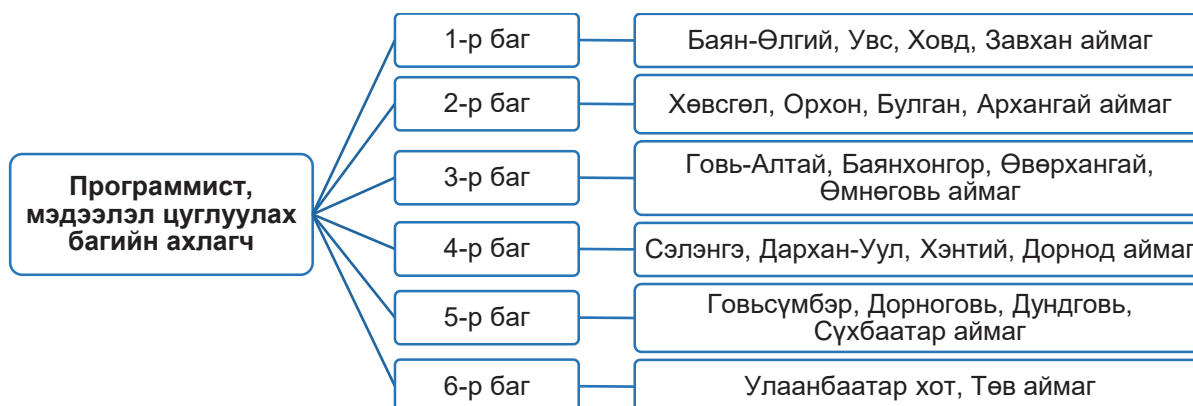 Программист,
мэдээлэл цуглуулах
багийн ахлагч
1-р баг
Баян-Өлгий, Увс, Ховд, Завхан аймаг
2-р баг
Хөвсгөл, Орхон, Булган, Архангай аймаг
3-р баг
Говь-Алтай, Баянхонгор, Өвөрхангай,
Өмнөговь аймаг
4-р баг
Сэлэнгэ, Дархан-Уул, Хэнтий, Дорнод аймаг
5-р баг
Говьсүмбэр, Дорноговь, Дундговь,
Сүхбаатар аймаг
6-р баг
Улаанбаатар хот, Төв аймаг